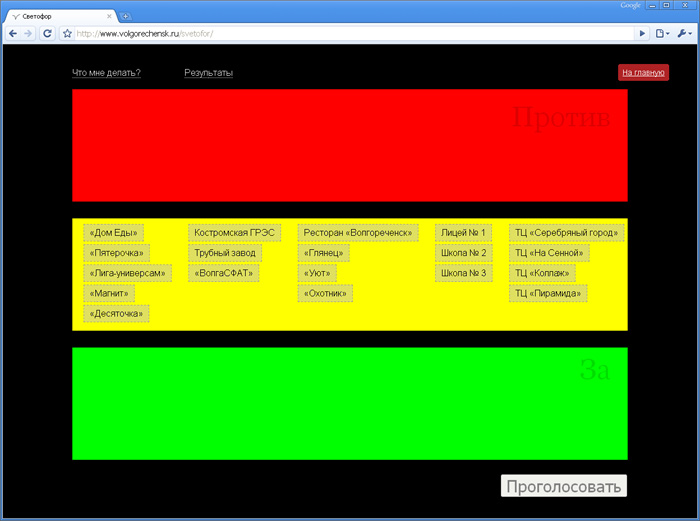 Google
Светофор
http://www.volgorechensk.ru/svetofor/
Что мне делать? Результаты На главную
Против
«Дом Еды» Костромская ГРЭС Ресторан «Волгореченск» Лицей № 1 ТЦ «Серебряный город»
«Пятерочка» Трубный завод «Глянец» Школа № 2 ТЦ «На Сенной»
«Лига-универсам» «ВолгаСФАТ» «Уют» Школа № 3 ТЦ «Коллаж»
«Магнит» «Охотник» ТЦ «Пирамида»
«Десяточка»
За
Проголосовать